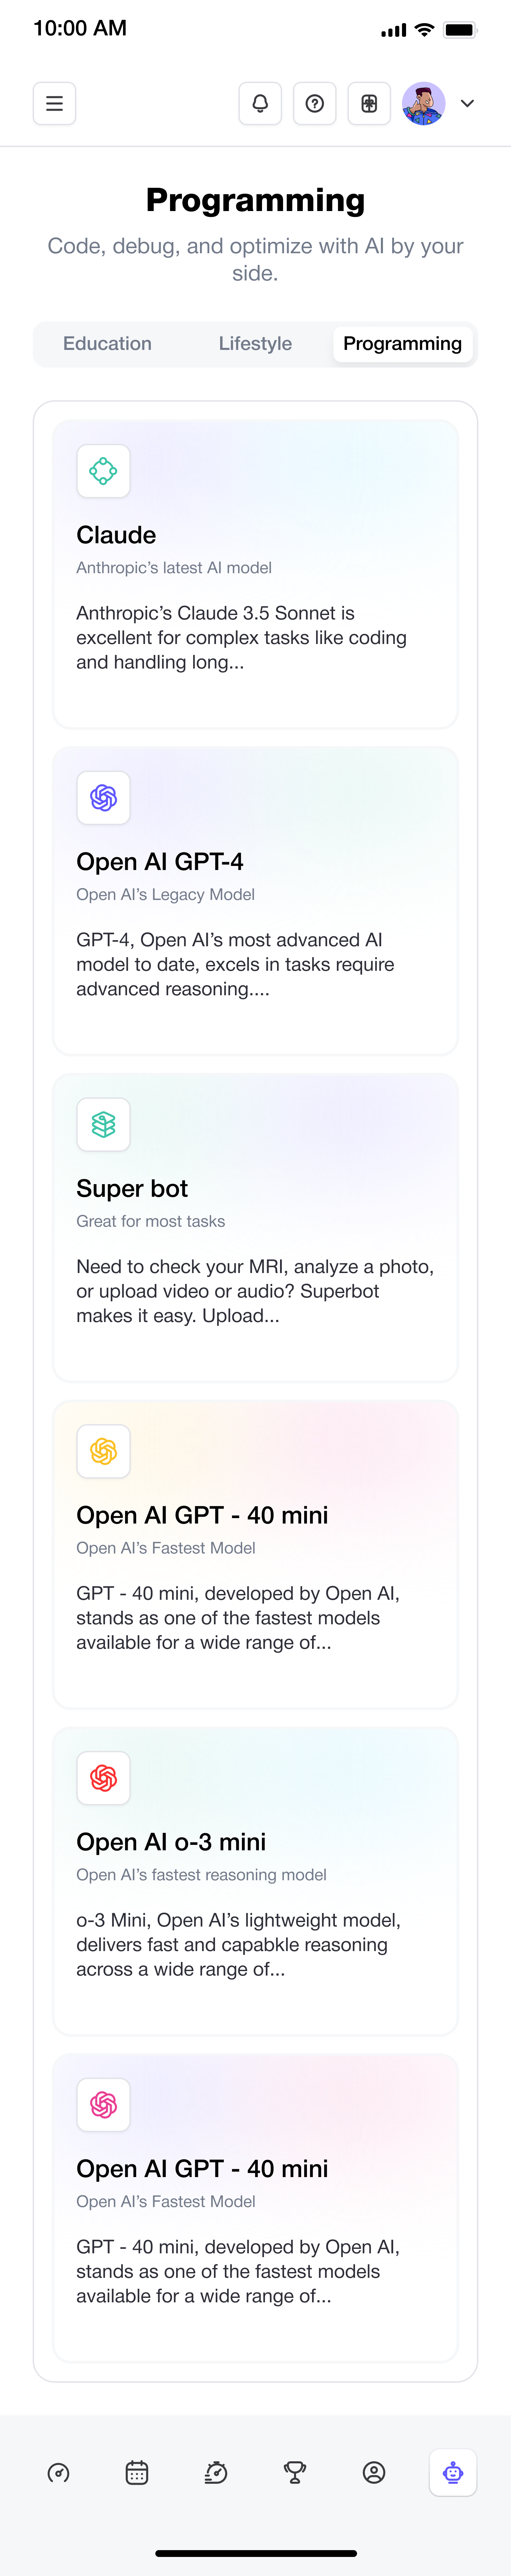 10:00 AM
Programming
Code, debug, and optimize with AI by your
side.
Education
Lifestyle
Programming
Claude
Anthropic’s latest AI model
Anthropic’s Claude 3.5 Sonnet is
excellent for complex tasks like coding
and handling long...
Open AI GPT-4
Open AI’s Legacy Model
GPT-4, Open AI’s most advanced AI
model to date, excels in tasks require
advanced reasoning....
Super bot
Great for most tasks
Need to check your MRI, analyze a photo,
or upload video or audio? Superbot
makes it easy. Upload...
Open AI GPT - 40 mini
Open AI’s Fastest Model
GPT - 40 mini, developed by Open AI,
stands as one of the fastest models
available for a wide range of...
Open AI o-3 mini
Open AI’s fastest reasoning model
o-3 Mini, Open AI’s lightweight model,
delivers fast and capabkle reasoning
across a wide range of...
Open AI GPT - 40 mini
Open AI’s Fastest Model
GPT - 40 mini, developed by Open AI,
stands as one of the fastest models
available for a wide range of...